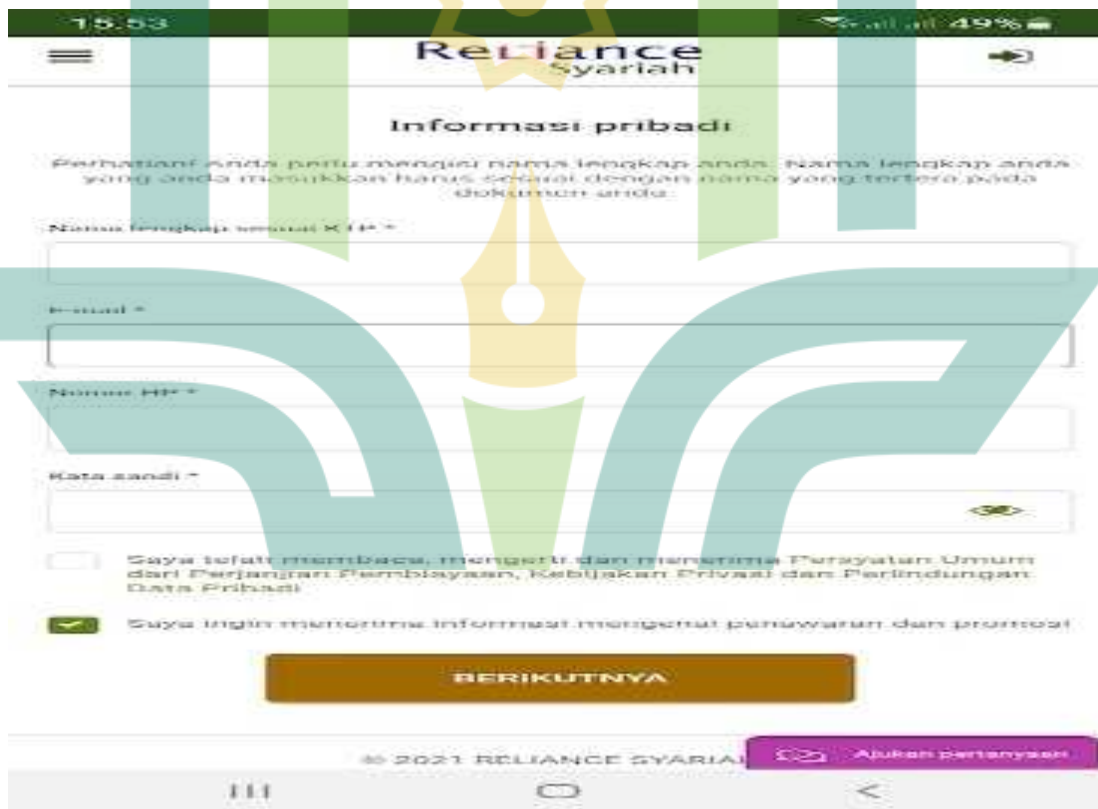 15.53 49%
Reliance
Syariah
Informasi pribadi
Perhatian! Anda perlu mengisi nama lengkap anda. Nama lengkap anda
yang anda masukkan harus sesuai dengan nama yang tertera pada
dokumen anda.
Nama lengkap sesuai KTP *
E-mail *
Nomor HP *
Kata sandi *
Saya telah membaca, mengerti dan menerima Persyatan Umum
dari Perjanjian Pembiayaan, Kebijakan Privasi dan Perlindungan
Data Pribadi
Saya ingin menerima informasi mengenai penawaran dan promosi
BERIKUTNYA
© 2021 RELIANCE SYARIA
Ajukan pertanyaan